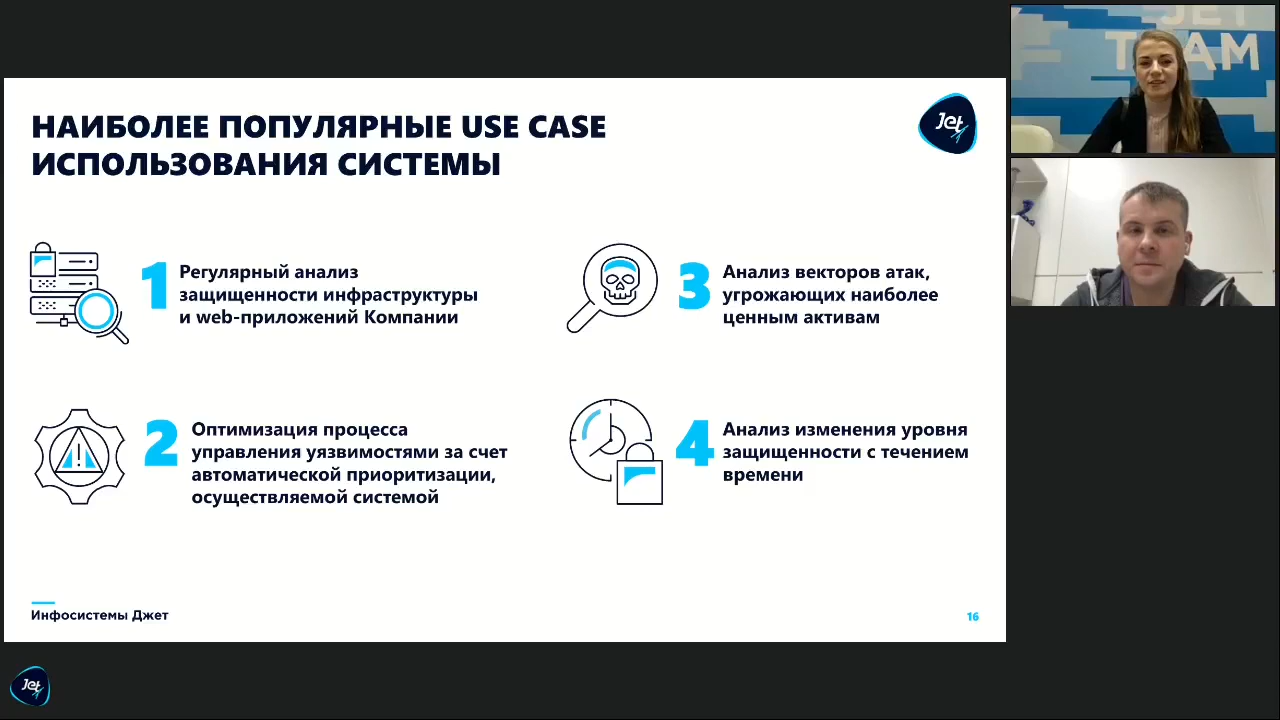 НАИБОЛЕЕ ПОПУЛЯРНЫЕ USE CASE
ИСПОЛЬЗОВАНИЯ СИСТЕМЫ
Jet
1
Регулярный анализ
защищенности инфраструктуры
и web-приложений Компании
2
Оптимизация процесса
управления уязвимостями за счет
автоматической приоритизации,
осуществляемой системой
3
Анализ векторов атак,
угрожающих наиболее
ценным активам
4
Анализ изменения уровня
защищенности с течением
времени
Инфосистемы Джет
16
Jet
JET
TEAM